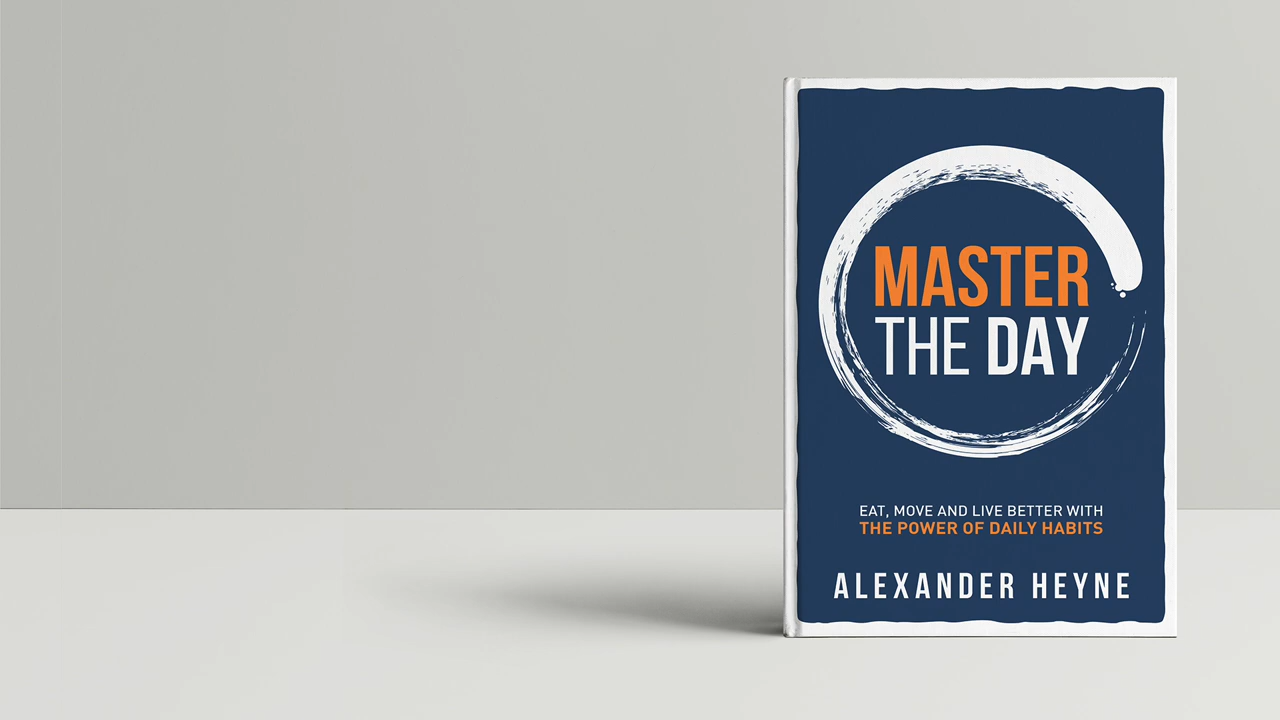 MASTER
THE DAY
EAT, MOVE AND LIVE BETTER WITH
THE POWER OF DAILY HABITS
ALEXANDER HEYNE